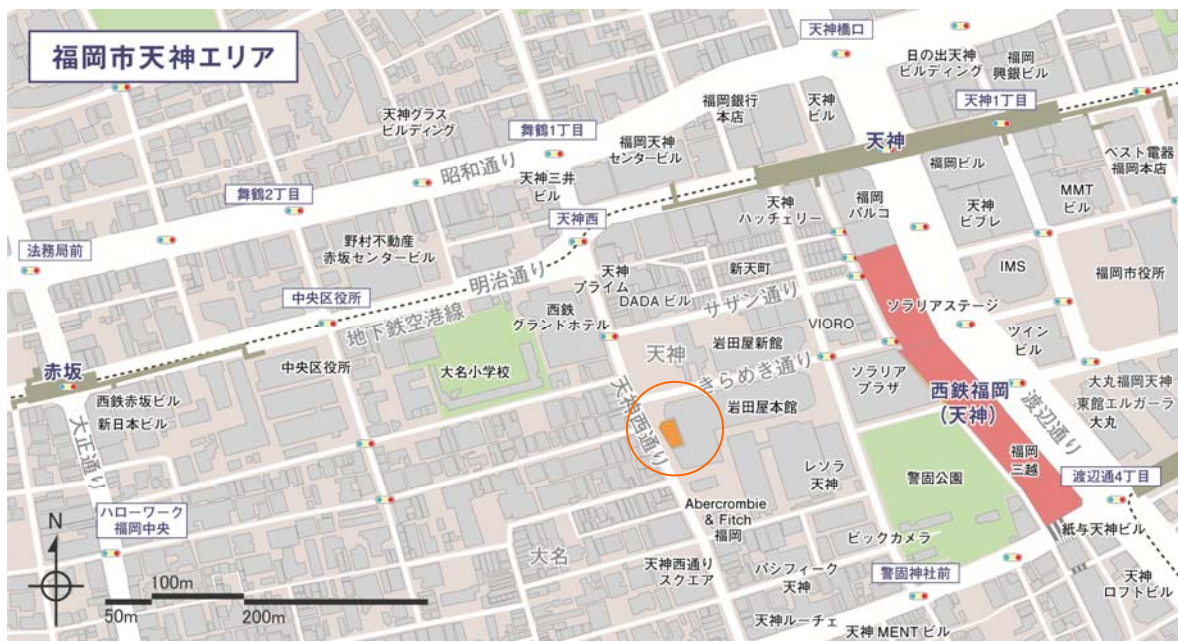 福岡市天神エリア
天神橋口
日の出天神
ビルディング
福岡
興銀ビル
天神1丁目
天神グラス
ビルディング
舞鶴1丁目
福岡銀行
本店
天神
ビル
福岡天神
センタービル
天神
福岡ビル
ベスト電器
福岡本店
昭和通り
舞鶴2丁目
天神三井
ビル
天神
ハッチェリー
福岡
パルコ
天神
ビブレ
MMT
ビル
法務局前
野村不動産
赤坂センタービル
天神西
新天町
IMS
福岡市役所
明治通り
天神
プライム
DADAビル
サザン通り
ソラリアステージ
中央区役所
地下鉄空港線
西鉄
グランドホテル
VIORO
ツイン
ビル
天神
岩田屋新館
赤坂
中央区役所
大名小学校
きらめき通り
ソラリア
プラザ
西鉄福岡
(天神)
渡辺通り
大丸福岡天神
東館エルガーラ
大丸
西鉄赤坂ビル
新日本ビル
大正通り
天神西通り
岩田屋本館
レソラ
天神
警固公園
福岡
三越
渡辺通4丁目
ハローワーク
福岡中央
Abercrombie
& Fitch
福岡
ビックカメラ
紙与天神ビル
N
大名
天神西通り
スクエア
パシフィーク
天神
警固神社前
天神
ロフトビル
100m
50m
200m
天神ルーチェ
天神MENTビル